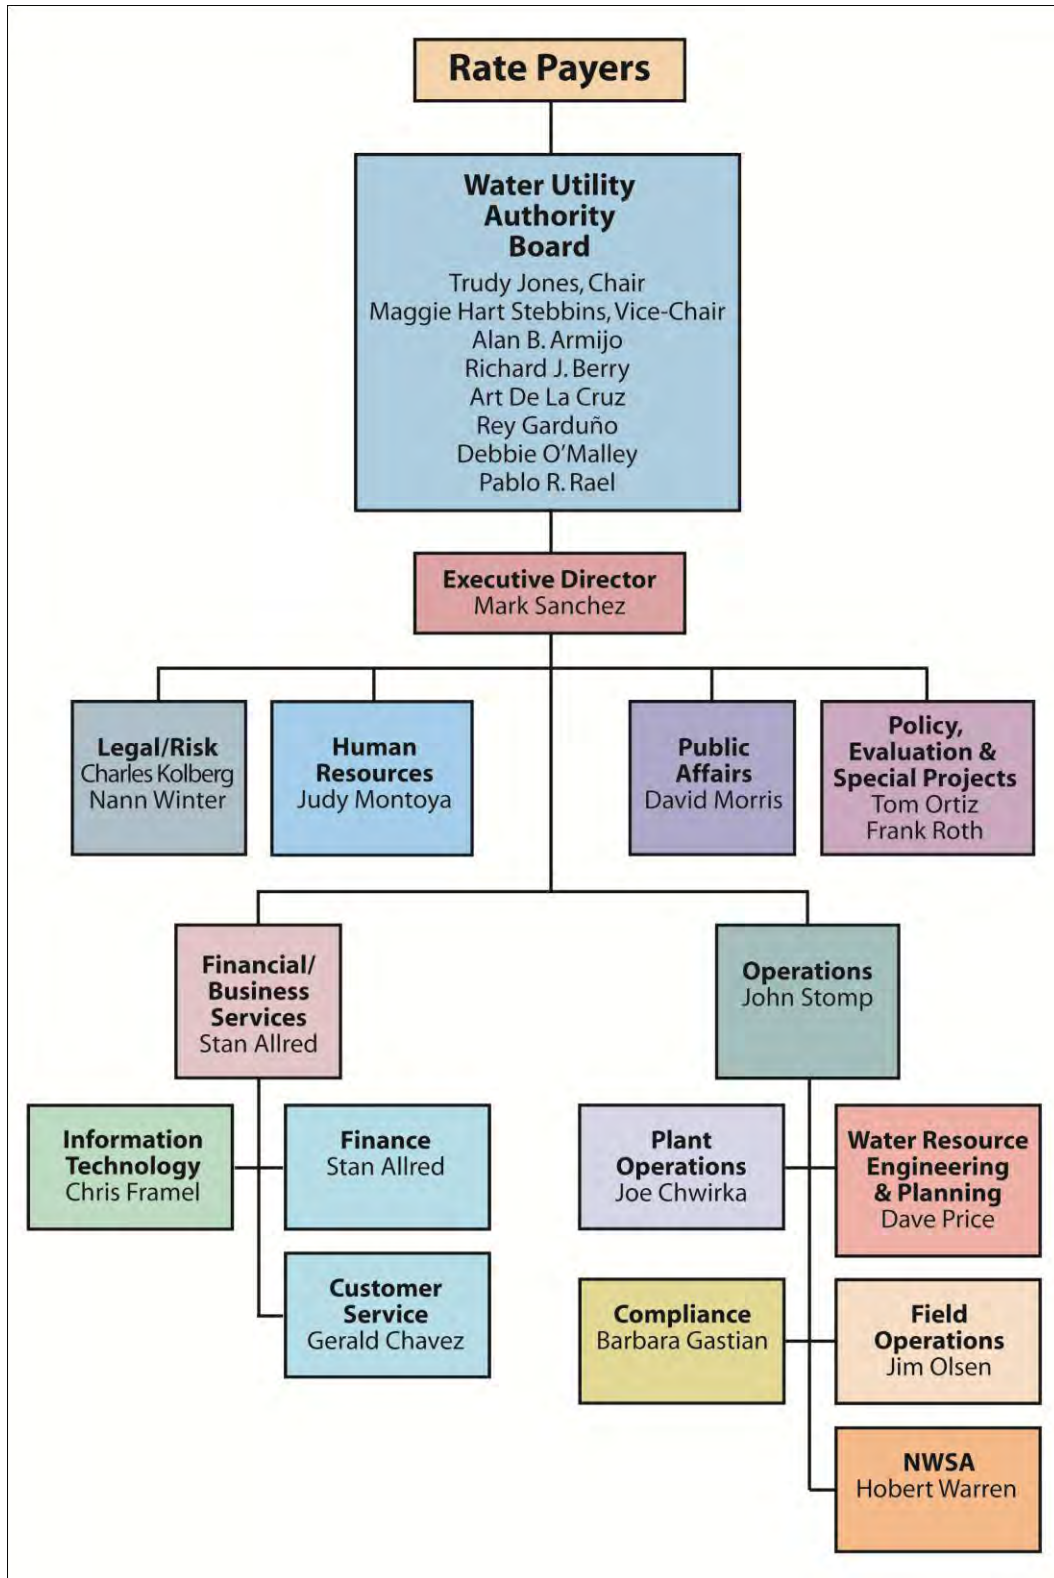 Rate Payers
Water Utility
Authority
Board
Trudy Jones, Chair
Maggie Hart Stebbins, Vice-Chair
Alan B. Armijo
Richard J. Berry
Art De La Cruz
Rey Garduño
Debbie O’Malley
Pablo R. Rael
Executive Director
Mark Sanchez
Legal/Risk
Charles Kolberg
Nann Winter
Human
Resources
Judy Montoya
Public
Affairs
David Morris
Policy,
Evaluation &
Special Projects
Tom Ortiz
Frank Roth
Financial/
Business
Services
Stan Allred
Operations
John Stomp
Information
Technology
Chris Framel
Finance
Stan Allred
Plant
Operations
Joe Chwirka
Water Resource
Engineering
& Planning
Dave Price
Customer
Service
Gerald Chavez
Compliance
Barbara Gastian
Field
Operations
Jim Olsen
NWSA
Hobert Warren